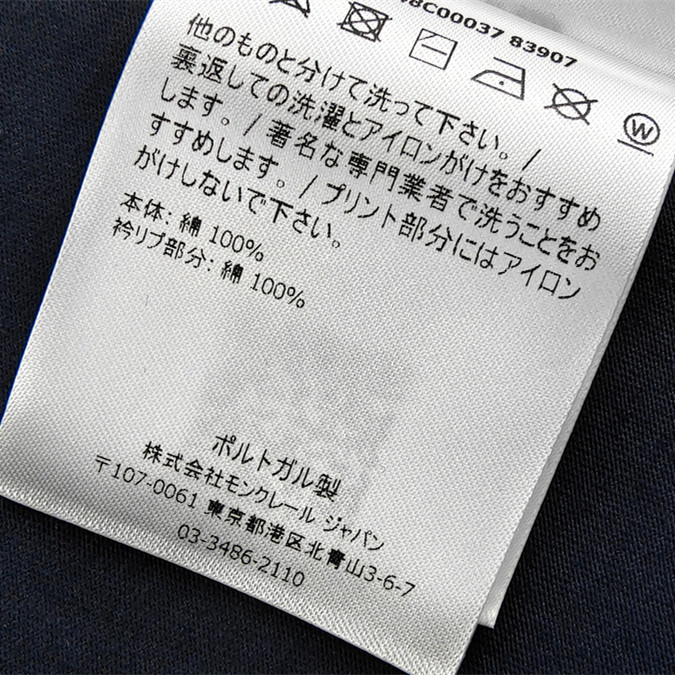 8C00037 83907
W
他のものと分けて洗って下さい。/
裏返しての洗濯とアイロンがけをおすすめ
します。/ 著名な専門業者で洗うことをお
すすめします。/ プリント部分にはアイロン
がけしないで下さい。
本体: 綿 100%
衿リブ部分: 綿 100%
ポルトガル製
株式会社モンクレール ジャパン
〒107-0061 東京都港区北青山3-6-7
03-3486-2110